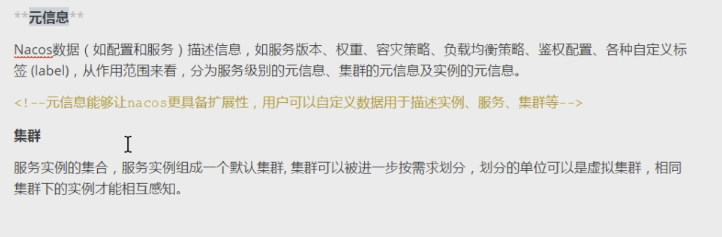 **元信息**
Nacos数据（如配置和服务）描述信息，如服务版本、权重、容灾策略、负载均衡策略、鉴权配置、各种自定义标
签 (label)，从作用范围来看，分为服务级别的元信息、集群的元信息及实例的元信息。
<!--元信息能够让nacos更具备扩展性，用户可以自定义数据用于描述实例、服务、集群等-->
集群
服务实例的集合，服务实例组成一个默认集群, 集群可以被进一步按需求划分，划分的单位可以是虚拟集群，相同
集群下的实例才能相互感知。